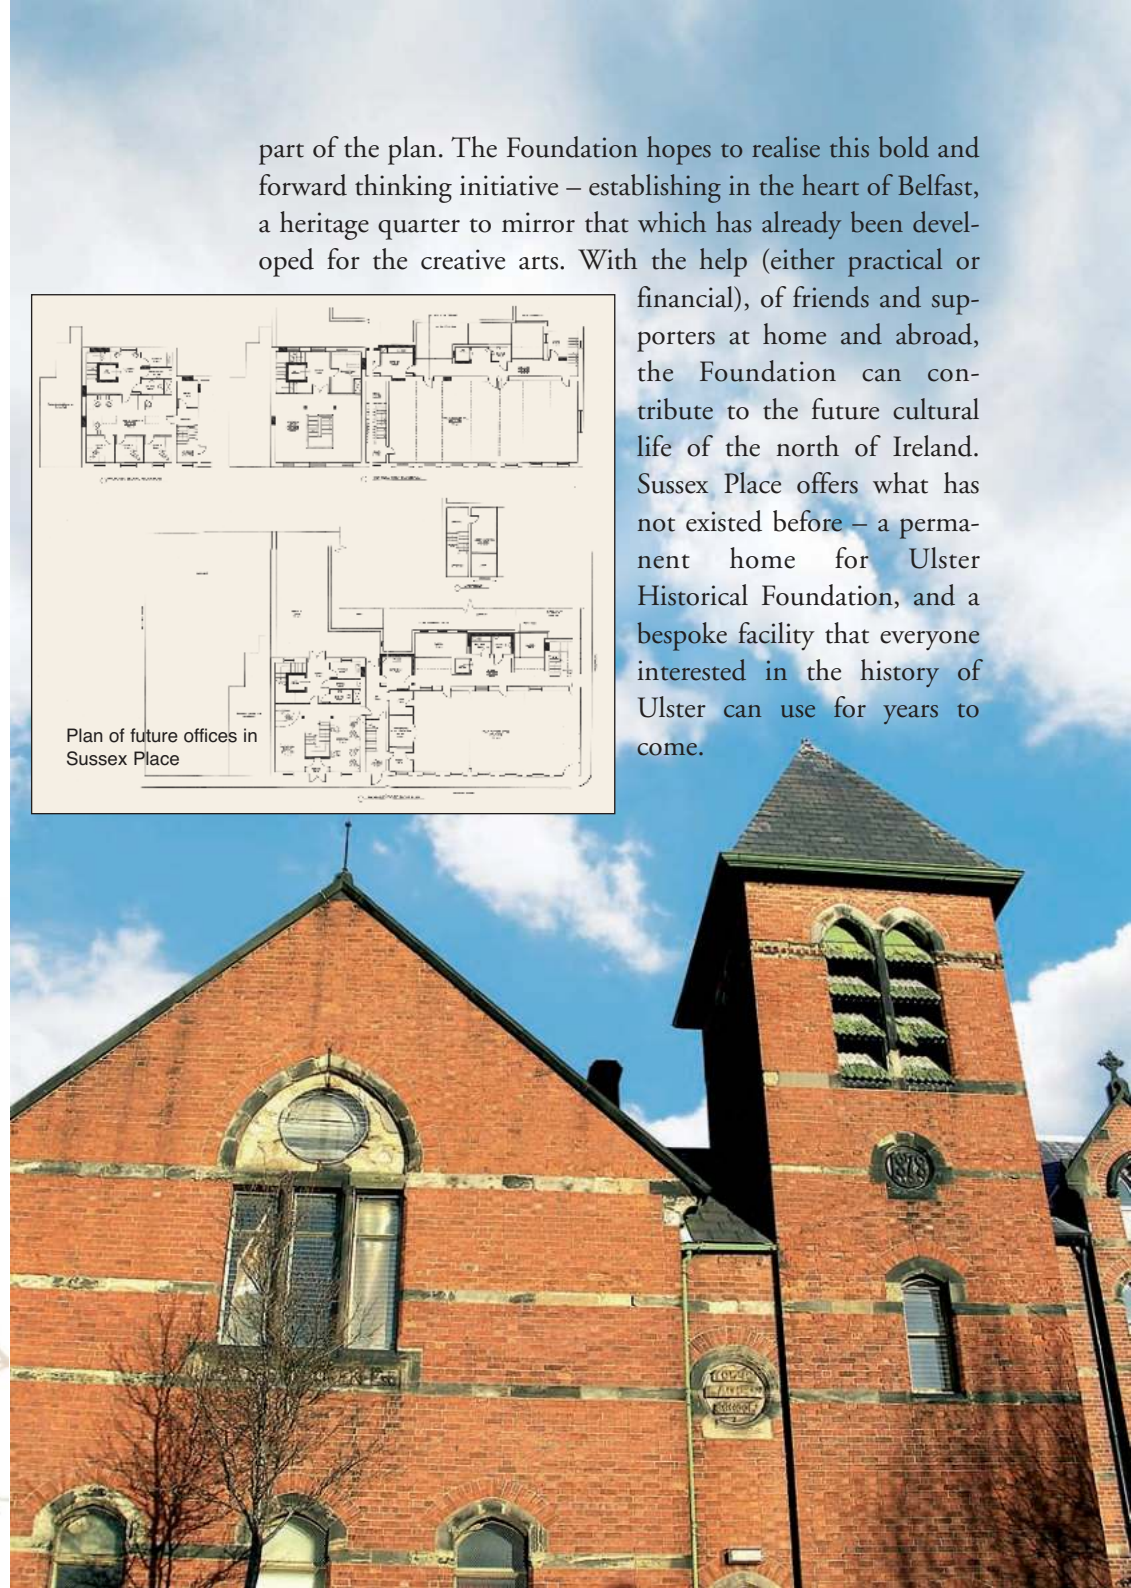 part of the plan. The Foundation hopes to realise this bold and
forward thinking initiative – establishing in the heart of Belfast,
a heritage quarter to mirror that which has already been devel-
oped for the creative arts. With the help (either practical or
financial), of friends and sup-
porters at home and abroad,
the Foundation can con-
tribute to the future cultural
life of the north of Ireland.
Sussex Place offers what has
not existed before – a perma-
nent home for Ulster
Historical Foundation, and a
bespoke facility that everyone
interested in the history of
Ulster can use for years to
come.
Plan of future offices in
Sussex Place
1878